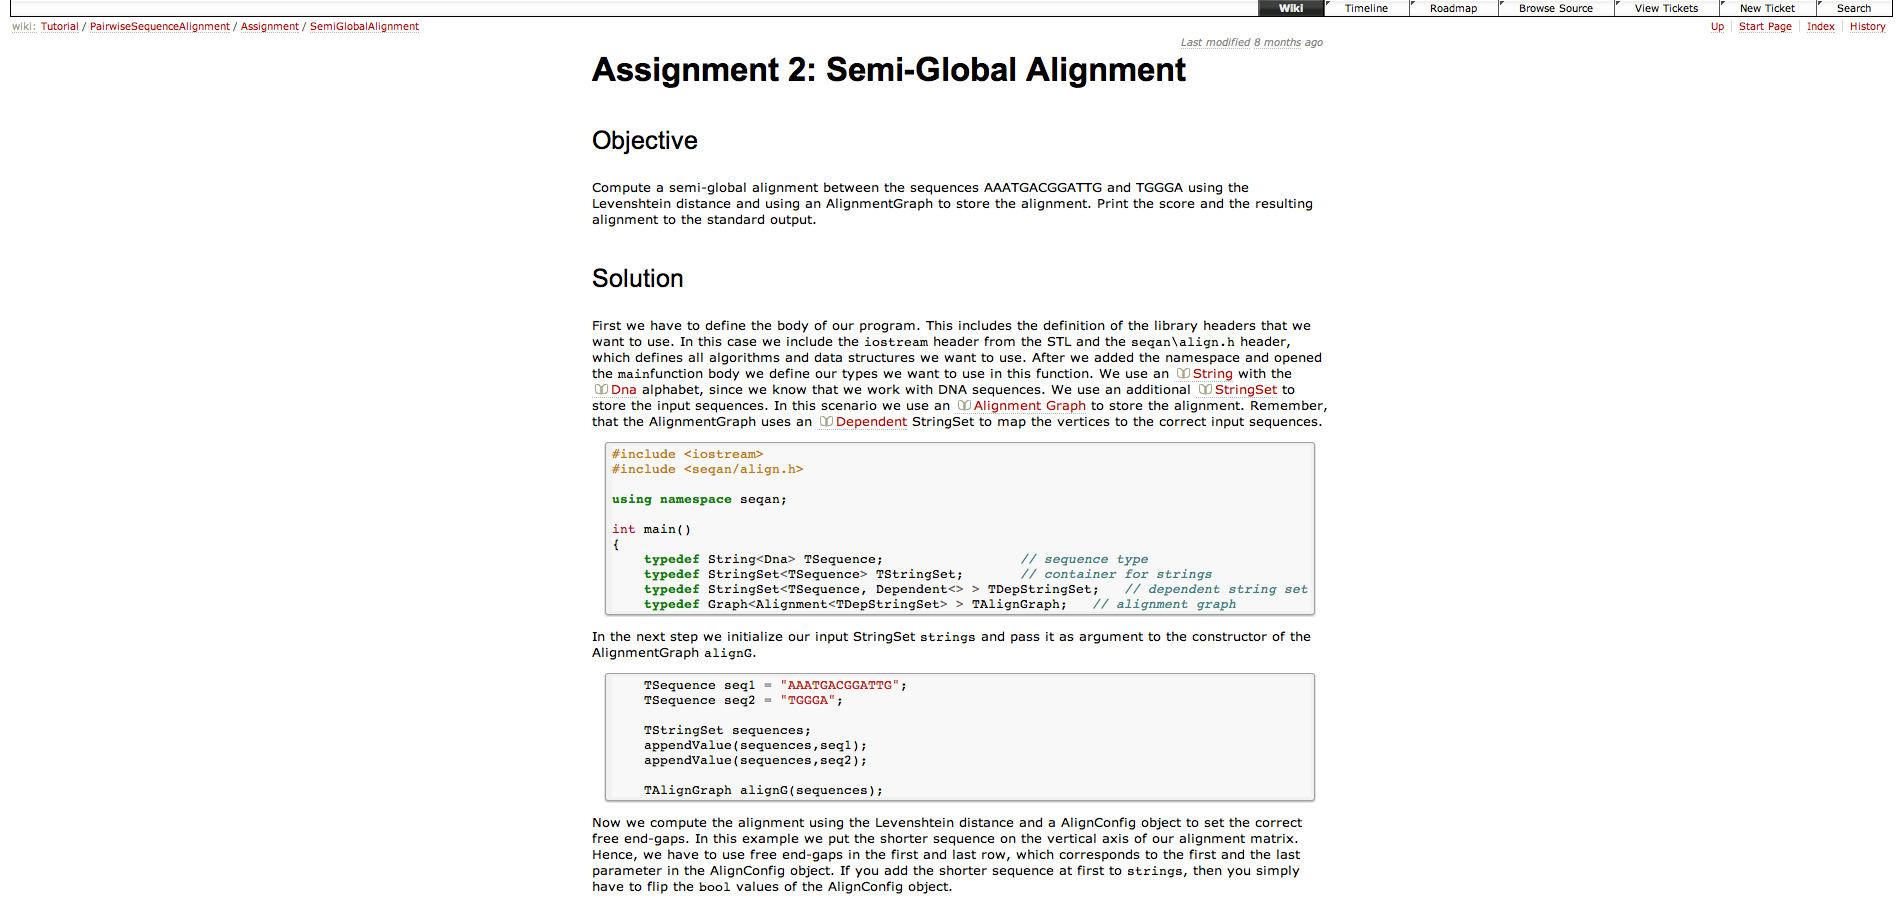 Wiki Timeline Roadmap Browse Source View Tickets New Ticket Search
wiki: Tutorial / PairwiseSequenceAlignment / Assignment / SemiGlobalAlignment Up Start Page Index History
Last modified 8 months ago
Assignment 2: Semi-Global Alignment
Objective
Compute a semi-global alignment between the sequences AAATGACGGATTG and TGGGA using the
Levenshtein distance and using an AlignmentGraph to store the alignment. Print the score and the resulting
alignment to the standard output.
Solution
First we have to define the body of our program. This includes the definition of the library headers that we
want to use. In this case we include the iostream header from the STL and the seqan\align.h header,
which defines all algorithms and data structures we want to use. After we added the namespace and opened
the mainfunction body we define our types we want to use in this function. We use an String with the
Dna alphabet, since we know that we work with DNA sequences. We use an additional StringSet to
store the input sequences. In this scenario we use an Alignment Graph to store the alignment. Remember,
that the AlignmentGraph uses an Dependent StringSet to map the vertices to the correct input sequences.
#include <iostream>
#include <seqan/align.h>
using namespace seqan;
int main()
{
typedef String<Dna> TSequence; // sequence type
typedef StringSet<TSequence> TStringSet; // container for strings
typedef StringSet<TSequence, Dependent<> > TDepStringSet; // dependent string set
typedef Graph<Alignment<TDepStringSet> > TAlignGraph; // alignment graph
In the next step we initialize our input StringSet strings and pass it as argument to the constructor of the
AlignmentGraph alignG.
TSequence seq1 = "AAATGACGGATTG";
TSequence seq2 = "TGGGA";
TStringSet sequences;
appendValue(sequences,seq1);
appendValue(sequences,seq2);
TAlignGraph alignG(sequences);
Now we compute the alignment using the Levenshtein distance and a AlignConfig object to set the correct
free end-gaps. In this example we put the shorter sequence on the vertical axis of our alignment matrix.
Hence, we have to use free end-gaps in the first and last row, which corresponds to the first and the last
parameter in the AlignConfig object. If you add the shorter sequence at first to strings, then you simply
have to flip the bool values of the AlignConfig object.